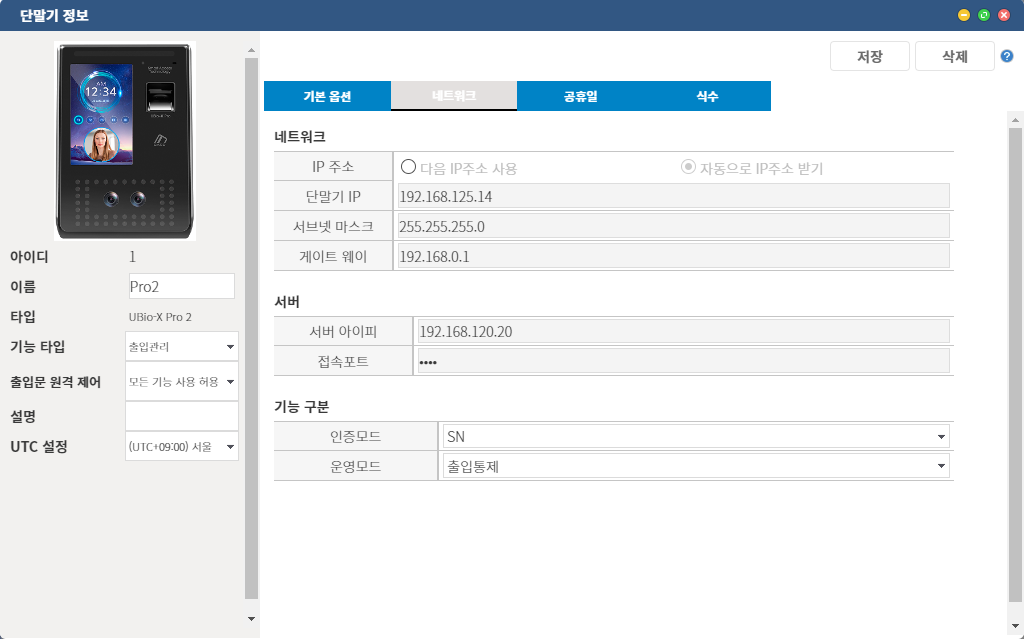 단말기 정보
저장 삭제
기본 옵션 네트워크 공휴일 식수
12:34
아이디 1
이름 Pro2
타입 UBio-X Pro 2
기능 타입 출입관리
출입문 원격 제어 모든 기능 사용 허용
설명
UTC 설정 (UTC+09:00) 서울
네트워크
IP 주소 다음 IP주소 사용 자동으로 IP주소 받기
단말기 IP 192.168.125.14
서브넷 마스크 255.255.255.0
게이트 웨이 192.168.0.1
서버
서버 아이피 192.168.120.20
접속포트 ••••
기능 구분
인증모드 SN
운영모드 출입통제